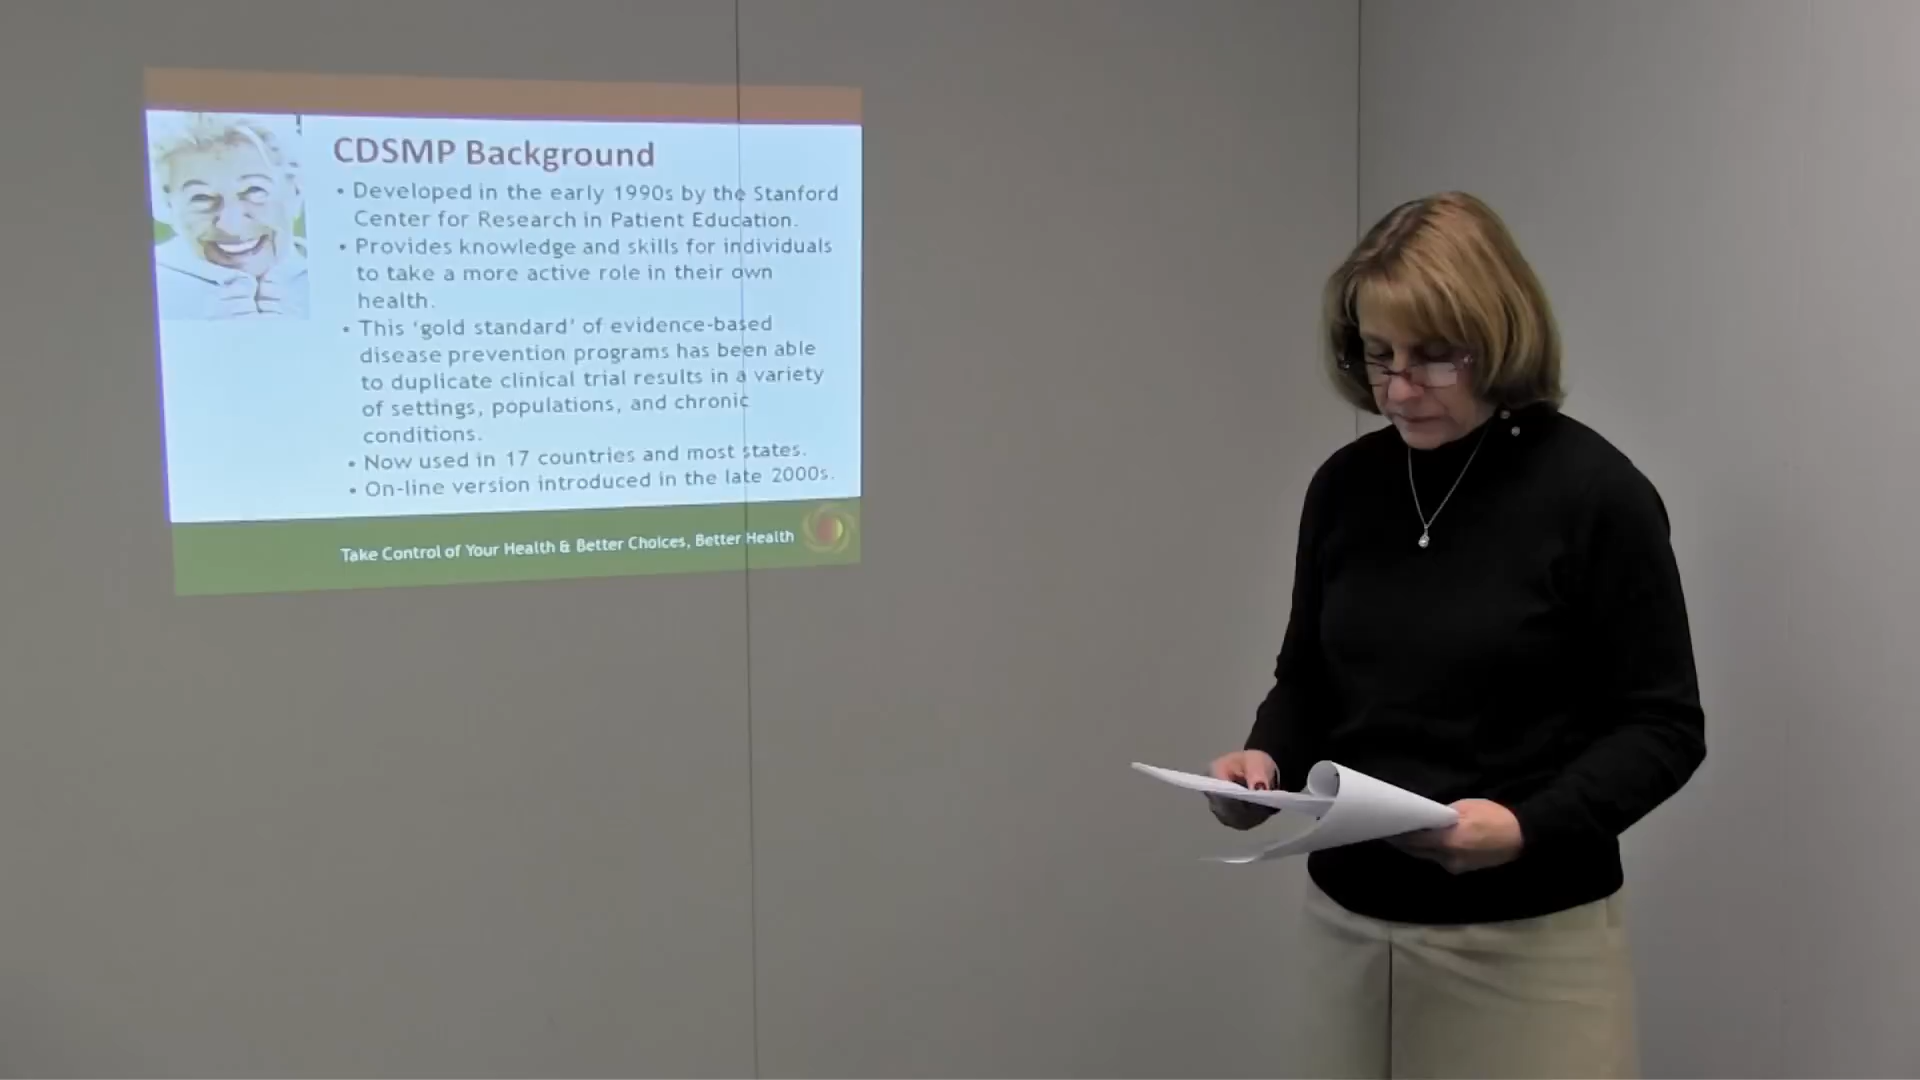 CDSMP Background
• Developed in the early 1990s by the Stanford
Center for Research in Patient Education.
• Provides knowledge and skills for individuals
to take a more active role in their own
health.
• This ‘gold standard’ of evidence-based
disease prevention programs has been able
to duplicate clinical trial results in a variety
of settings, populations, and chronic
conditions.
• Now used in 17 countries and most states.
• On-line version introduced in the late 2000s.
Take Control of Your Health & Better Choices, Better Health